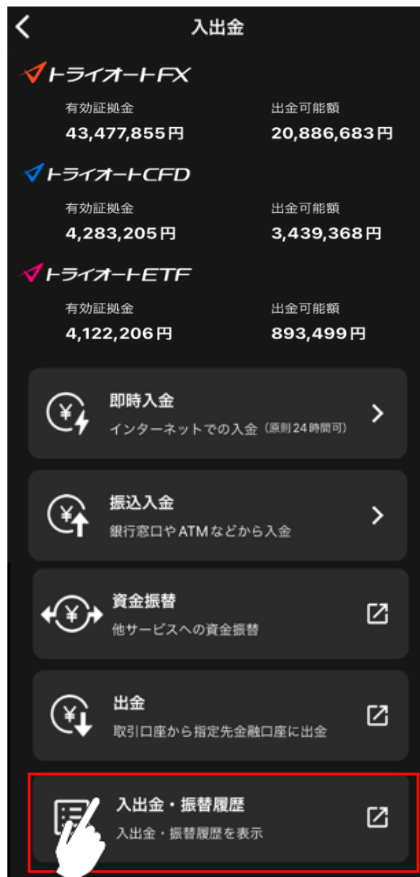 入出金
トライオートFX
有効証拠金 出金可能額
43,477,855円 20,886,683円
トライオートCFD
有効証拠金 出金可能額
4,283,205円 3,439,368円
トライオートETF
有効証拠金 出金可能額
4,122,206円 893,499円
即時入金
インターネットでの入金（原則24時間可）
振込入金
銀行窓口やATMなどから入金
資金振替
他サービスへの資金振替
出金
取引口座から指定先金融口座に出金
入出金・振替履歴
入出金・振替履歴を表示